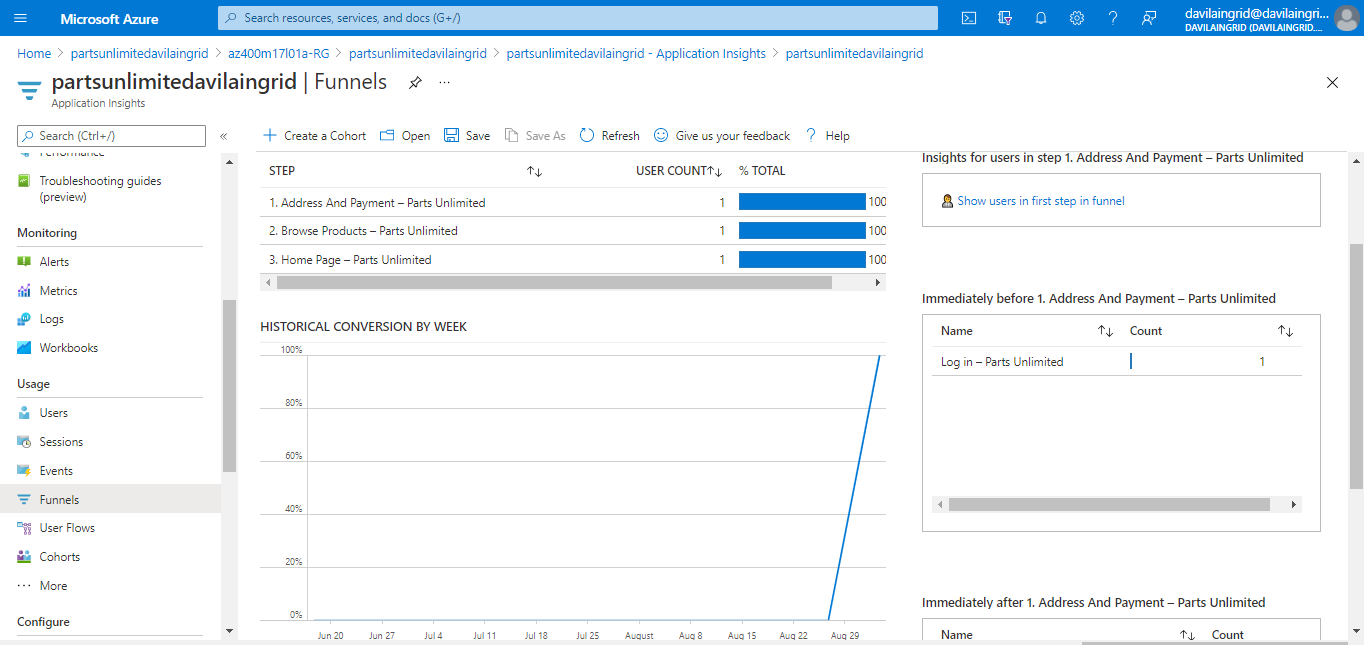 Microsoft Azure
Search resources, services, and docs (G+/)
davilaingrid@davilaingri...
DAVILAINGRID (DAVILAINGRID....
Home > partsunlimitedavilaingrid > az400m17l01a-RG > partsunlimitedavilaingrid > partsunlimitedavilaingrid - Application Insights > partsunlimitedavilaingrid
partsunlimitedavilaingrid | Funnels
Application Insights
Search (Ctrl+/)
Performance
Troubleshooting guides
(preview)
Monitoring
Alerts
Metrics
Logs
Workbooks
Usage
Users
Sessions
Events
Funnels
User Flows
Cohorts
More
Configure
Create a Cohort Open Save Save As Refresh Give us your feedback Help
STEP USER COUNT % TOTAL
1. Address And Payment – Parts Unlimited 1 100
2. Browse Products – Parts Unlimited 1 100
3. Home Page – Parts Unlimited 1 100
HISTORICAL CONVERSION BY WEEK
100%
80%
60%
40%
20%
0%
Jun 20 Jun 27 Jul 4 Jul 11 Jul 18 Jul 25 August Aug 8 Aug 15 Aug 22 Aug 29
Insights for users in step 1. Address And Payment – Parts Unlimited
Show users in first step in funnel
Immediately before 1. Address And Payment – Parts Unlimited
Name Count
Log in – Parts Unlimited 1
Immediately after 1. Address And Payment – Parts Unlimited
Name Count